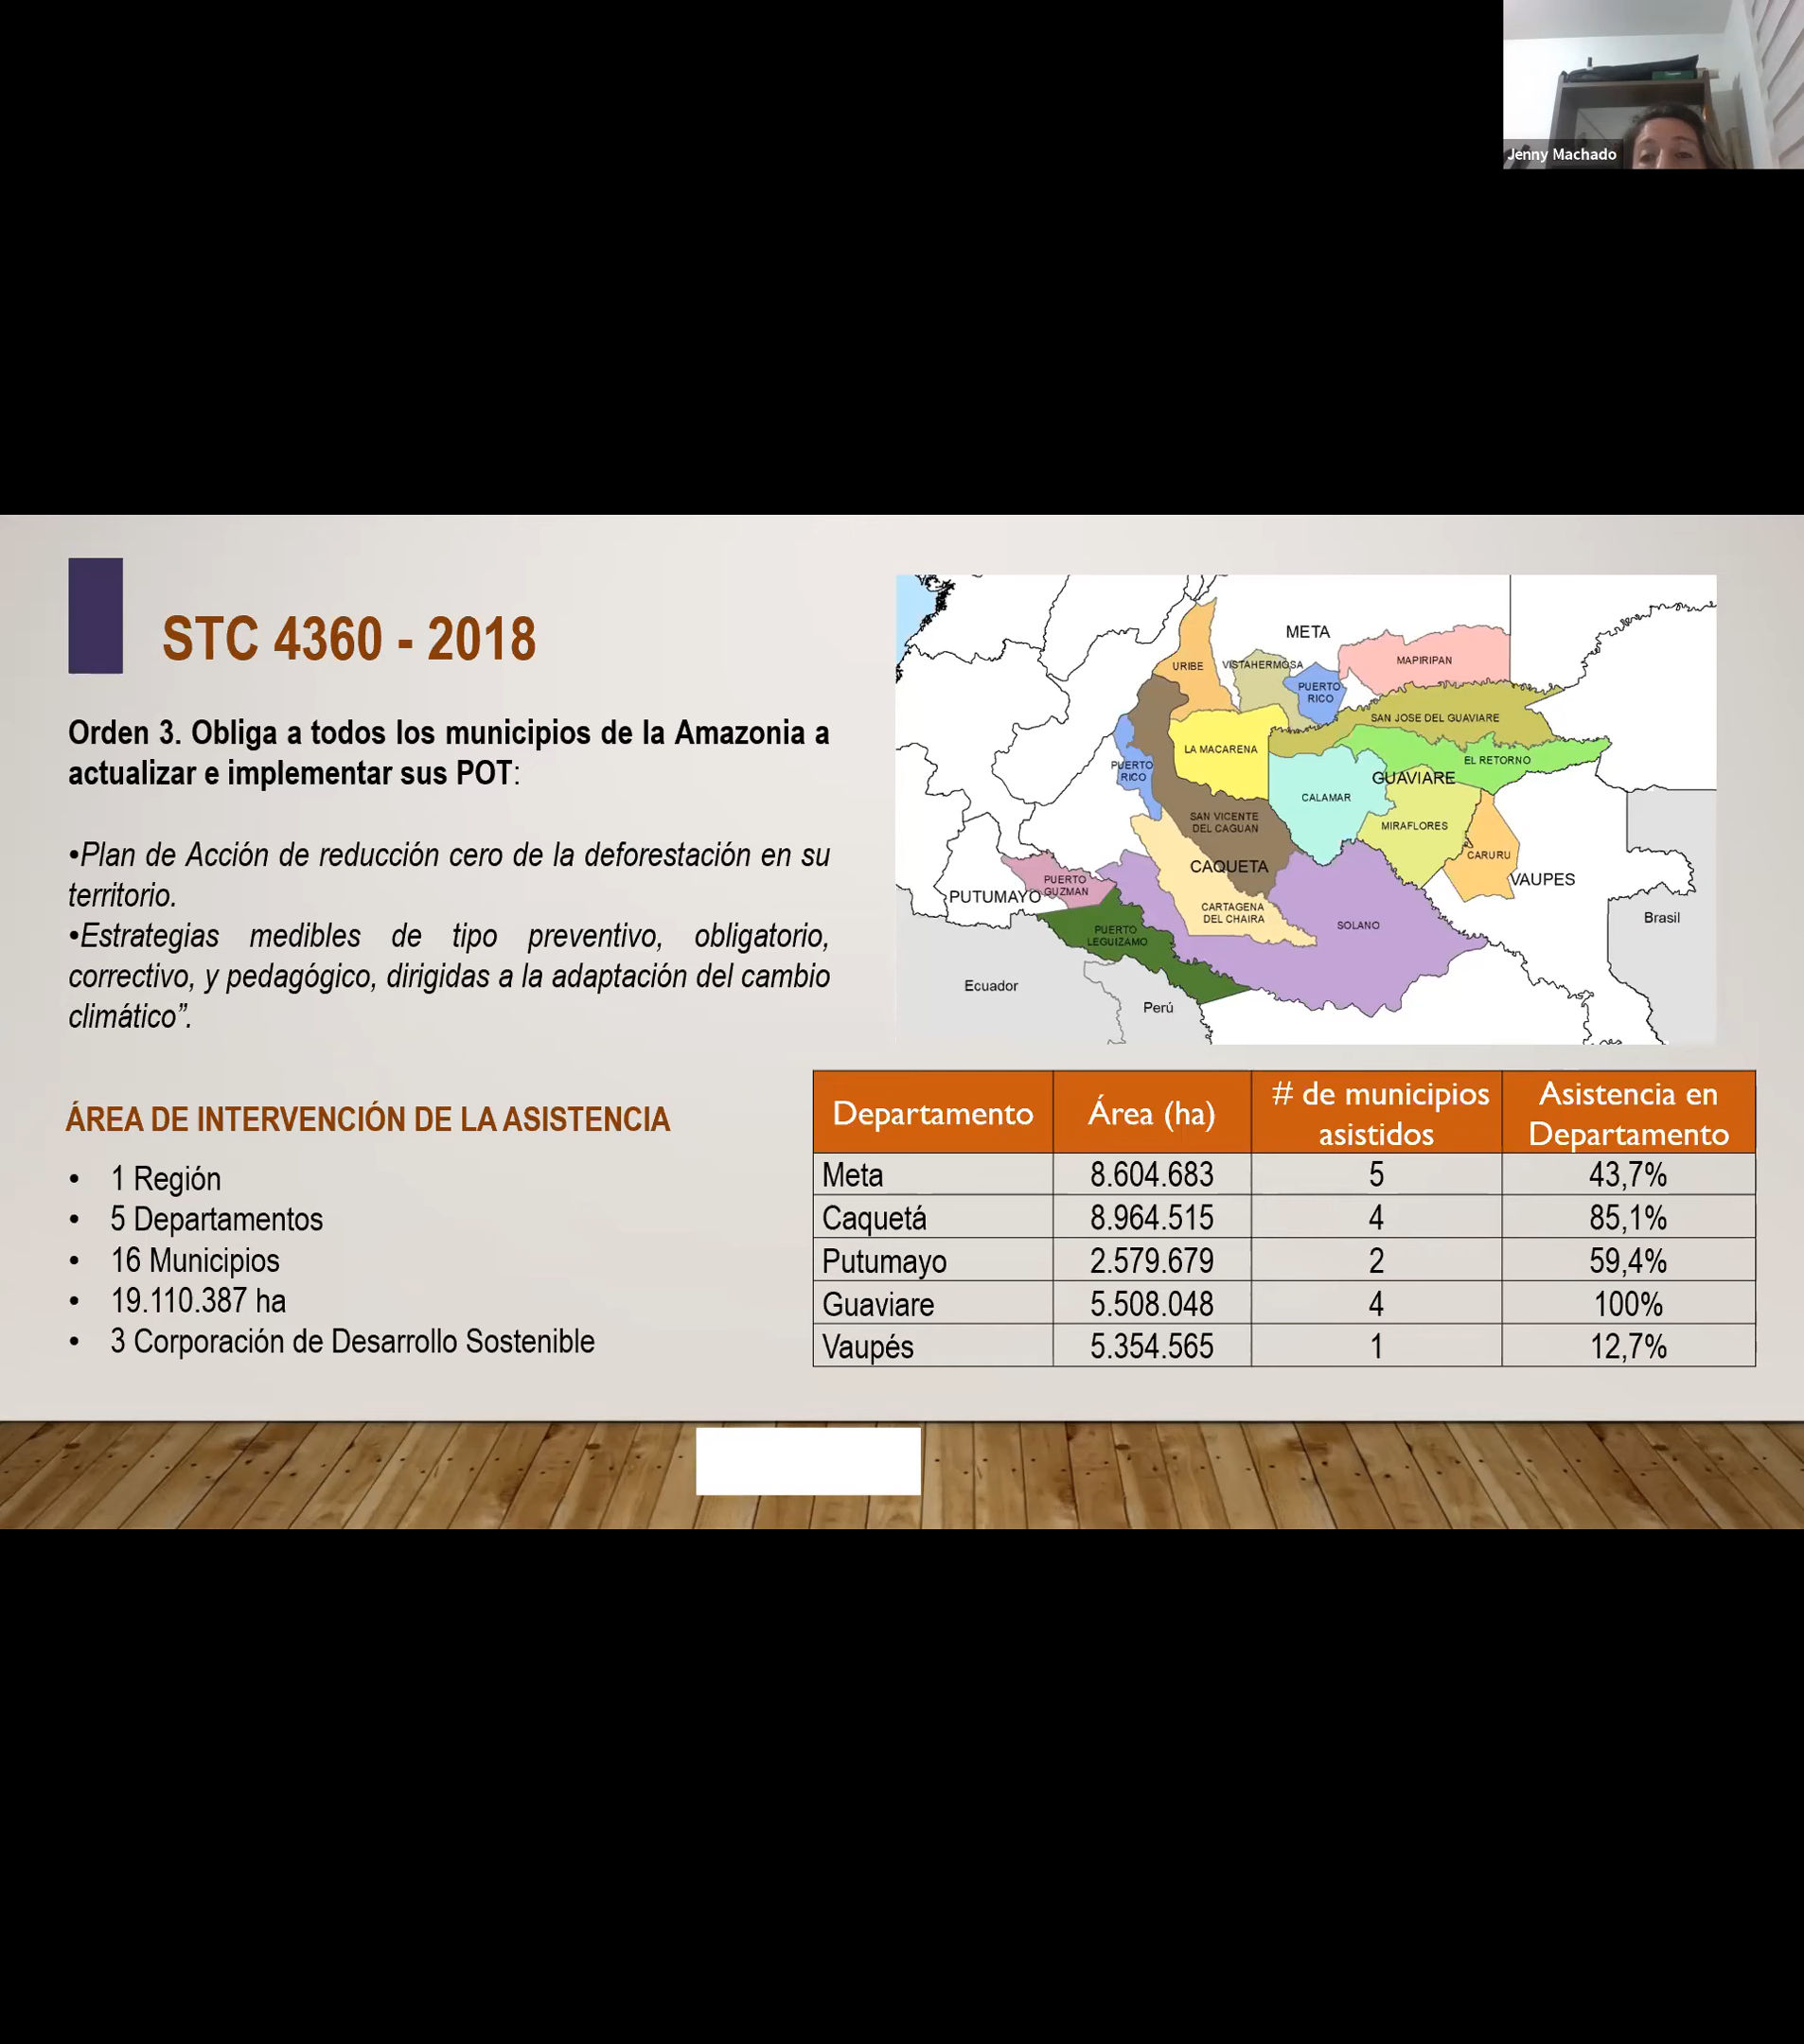 Jenny Machado
STC 4360 - 2018
Orden 3. Obliga a todos los municipios de la Amazonia a
actualizar e implementar sus POT:
•Plan de Acción de reducción cero de la deforestación en su
territorio.
•Estrategias medibles de tipo preventivo, obligatorio,
correctivo, y pedagógico, dirigidas a la adaptación del cambio
climático”.
ÁREA DE INTERVENCIÓN DE LA ASISTENCIA
• 1 Región
• 5 Departamentos
• 16 Municipios
• 19.110.387 ha
• 3 Corporación de Desarrollo Sostenible
META
URIBE
VISTAHERMOSA
MAPIRIPAN
PUERTO
RICO
SAN JOSE DEL GUAVIARE
LA MACARENA
EL RETORNO
PUERTO
RICO
GUAVIARE
CALAMAR
SAN VICENTE
DEL CAGUAN
MIRAFLORES
CARURU
CAQUETA
VAUPES
PUERTO
GUZMAN
PUTUMAYO
CARTAGENA
DEL CHAIRA
SOLANO
Brasil
PUERTO
LEGUIZAMO
Ecuador
Perú
Departamento Área (ha) # de municipios asistidos Asistencia en Departamento
Meta 8.604.683 5 43,7%
Caquetá 8.964.515 4 85,1%
Putumayo 2.579.679 2 59,4%
Guaviare 5.508.048 4 100%
Vaupés 5.354.565 1 12,7%